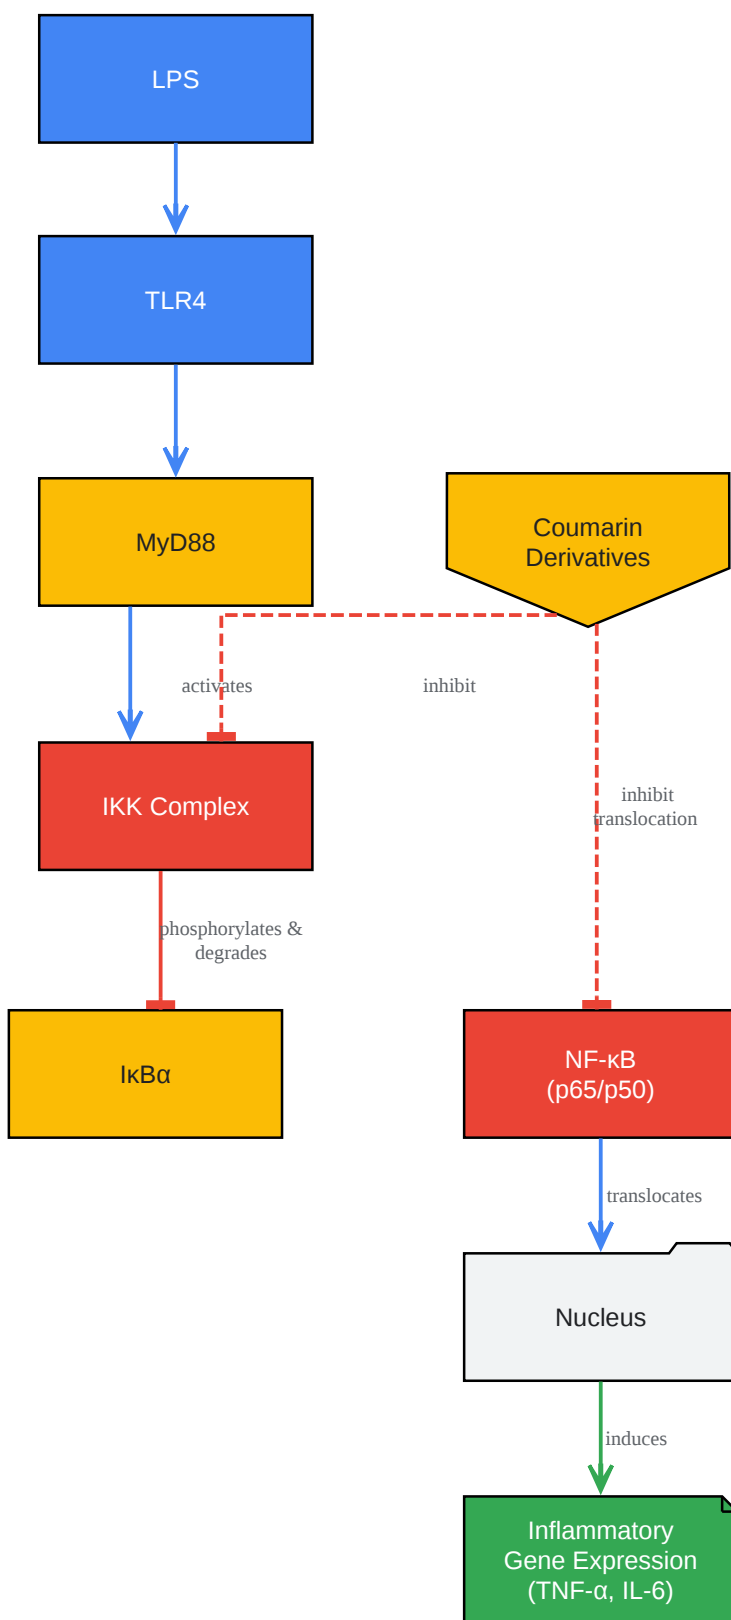 LPS
TLR4
MyD88
Coumarin
Derivatives
activates
inhibit
inhibit
translocation
IKK Complex
phosphorylates &
degrades
IκBα
NF-κB
(p65/p50)
translocates
Nucleus
induces
Inflammatory
Gene Expression
(TNF-α, IL-6)